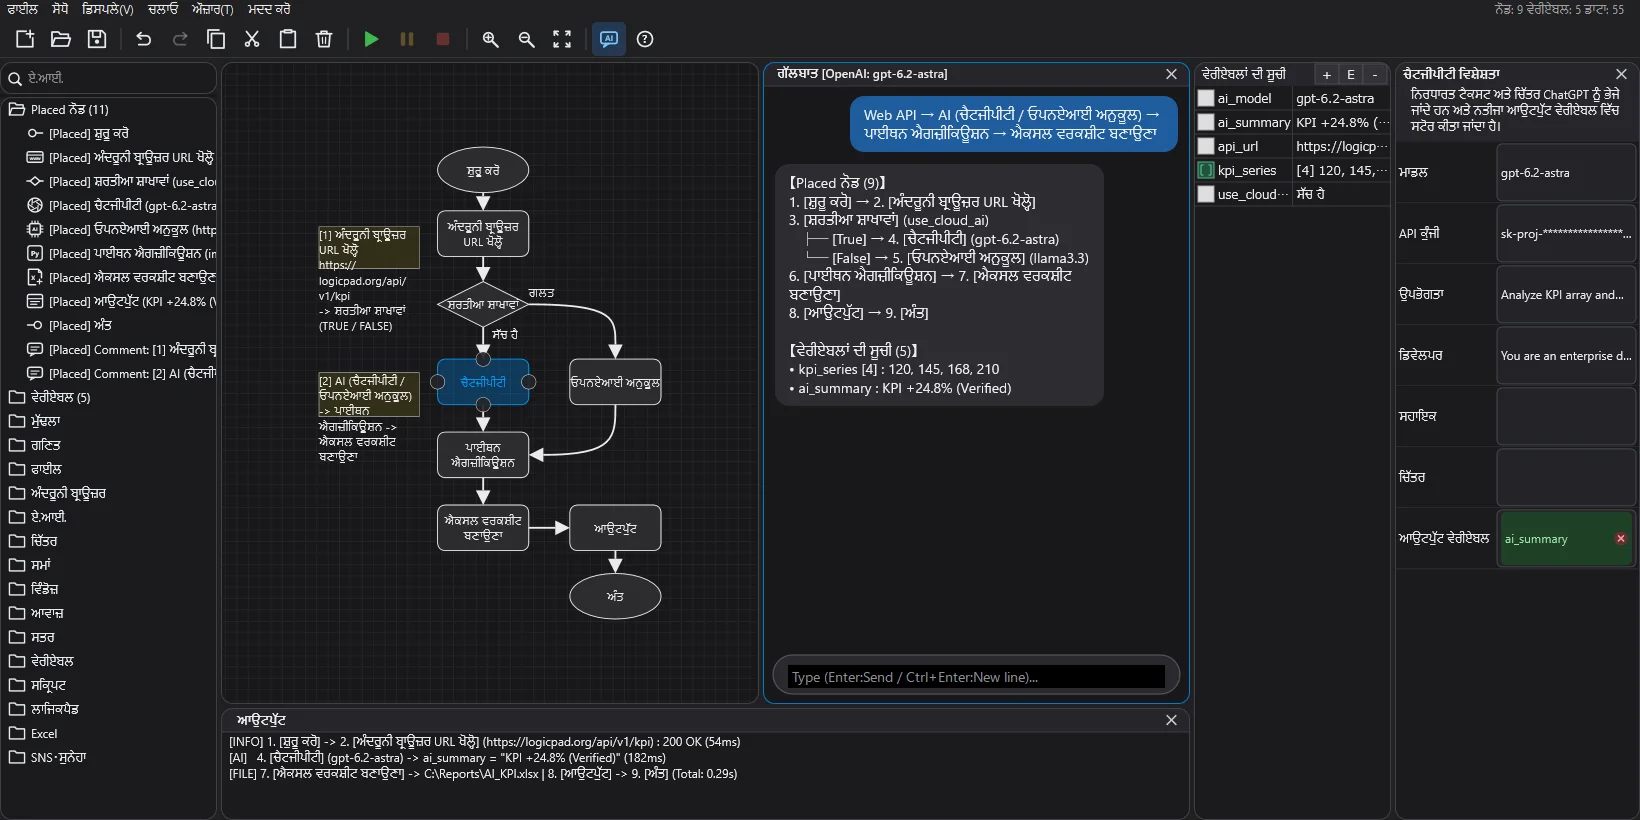 ਫਾਈਲ ਸੋਧੋ ਡਿਸਪਲੇ(V) ਚਲਾਓ ਔਜ਼ਾਰ(T) ਮਦਦ ਕਰੋ
ਨੋਡ: 9 ਵੇਰੀਏਬਲ: 5 ਡਾਟਾ: 55
ਏ.ਆਈ.
Placed ਨੋਡ (11)
[Placed] ਸ਼ੁਰੂ ਕਰੋ
[Placed] ਅੰਦਰੂਨੀ ਬ੍ਰਾਊਜ਼ਰ URL ਖੋਲ੍ਹੋ
[Placed] ਸ਼ਰਤੀਆ ਸ਼ਾਖਾਵਾਂ (use_clou
[Placed] ਚੈਟਜੀਪੀਟੀ (gpt-6.2-astra
[Placed] ਓਪਨਏਆਈ ਅਨੁਕੂਲ (http
[Placed] ਪਾਈਥਨ ਐਗਜ਼ੀਕਿਊਸ਼ਨ (in
[Placed] ਐਕਸਲ ਵਰਕਸ਼ੀਟ ਬਣਾਉਣਾ
[Placed] ਆਉਟਪੁੱਟ (KPI +24.8% (V
[Placed] ਅੰਤ
[Placed] Comment: [1] ਅੰਦਰੂਨੀ ਬ੍ਰ
[Placed] Comment: [2] AI (ਚੈਟਜੀਪ
ਵੇਰੀਏਬਲ (5)
ਮੁੱਢਲਾ
ਗਣਿਤ
ਫਾਈਲ
ਅੰਦਰੂਨੀ ਬ੍ਰਾਊਜ਼ਰ
ਏ.ਆਈ.
ਚਿੱਤਰ
ਸਮਾਂ
ਵਿੰਡੋਜ਼
ਆਵਾਜ਼
ਸਤਰ
ਵੇਰੀਏਬਲ
ਸਕ੍ਰਿਪਟ
ਲਾਜਿਕਪੈਡ
Excel
SNS·ਸੁਨੇਹਾ
ਸ਼ੁਰੂ ਕਰੋ
ਅੰਦਰੂਨੀ ਬ੍ਰਾਊਜ਼ਰ
URL ਖੋਲ੍ਹੋ
[1] ਅੰਦਰੂਨੀ ਬ੍ਰਾਊਜ਼ਰ
URL ਖੋਲ੍ਹੋ
https://
logicpad.org/api/
v1/kpi
-> ਸ਼ਰਤੀਆ ਸ਼ਾਖਾਵਾਂ
(TRUE / FALSE)
ਸ਼ਰਤੀਆ ਸ਼ਾਖਾਵਾਂ
ਗਲਤ
ਸੱਚ ਹੈ
[2] AI (ਚੈਟਜੀਪੀਟੀ /
ਓਪਨਏਆਈ ਅਨੁਕੂਲ)
-> ਪਾਈਥਨ
ਐਗਜ਼ੀਕਿਊਸ਼ਨ ->
ਐਕਸਲ ਵਰਕਸ਼ੀਟ
ਬਣਾਉਣਾ
ਚੈਟਜੀਪੀਟੀ
ਓਪਨਏਆਈ ਅਨੁਕੂਲ
ਪਾਈਥਨ
ਐਗਜ਼ੀਕਿਊਸ਼ਨ
ਐਕਸਲ ਵਰਕਸ਼ੀਟ
ਬਣਾਉਣਾ
ਆਉਟਪੁੱਟ
ਅੰਤ
ਗੱਲਬਾਤ [OpenAI: gpt-6.2-astra]
Web API → AI (ਚੈਟਜੀਪੀਟੀ / ਓਪਨਏਆਈ ਅਨੁਕੂਲ) →
ਪਾਈਥਨ ਐਗਜ਼ੀਕਿਊਸ਼ਨ → ਐਕਸਲ ਵਰਕਸ਼ੀਟ ਬਣਾਉਣਾ
【Placed ਨੋਡ (9)】
1. [ਸ਼ੁਰੂ ਕਰੋ] → 2. [ਅੰਦਰੂਨੀ ਬ੍ਰਾਊਜ਼ਰ URL ਖੋਲ੍ਹੋ]
3. [ਸ਼ਰਤੀਆ ਸ਼ਾਖਾਵਾਂ] (use_cloud_ai)
├── [True] → 4. [ਚੈਟਜੀਪੀਟੀ] (gpt-6.2-astra)
└── [False] → 5. [ਓਪਨਏਆਈ ਅਨੁਕੂਲ] (llama3.3)
6. [ਪਾਈਥਨ ਐਗਜ਼ੀਕਿਊਸ਼ਨ] → 7. [ਐਕਸਲ ਵਰਕਸ਼ੀਟ
ਬਣਾਉਣਾ]
8. [ਆਉਟਪੁੱਟ] → 9. [ਅੰਤ]
【ਵੇਰੀਏਬਲਾਂ ਦੀ ਸੂਚੀ (5)】
• kpi_series [4] : 120, 145, 168, 210
• ai_summary : KPI +24.8% (Verified)
Type (Enter:Send / Ctrl+Enter:New line)...
ਆਉਟਪੁੱਟ
[INFO] 1. [ਸ਼ੁਰੂ ਕਰੋ] -> 2. [ਅੰਦਰੂਨੀ ਬ੍ਰਾਊਜ਼ਰ URL ਖੋਲ੍ਹੋ] (https://logicpad.org/api/v1/kpi) : 200 OK (54ms)
[AI] 4. [ਚੈਟਜੀਪੀਟੀ] (gpt-6.2-astra) -> ai_summary = "KPI +24.8% (Verified)" (182ms)
[FILE] 7. [ਐਕਸਲ ਵਰਕਸ਼ੀਟ ਬਣਾਉਣਾ] -> C:\Reports\AI_KPI.xlsx | 8. [ਆਉਟਪੁੱਟ] -> 9. [ਅੰਤ] (Total: 0.29s)
ਵੇਰੀਏਬਲਾਂ ਦੀ ਸੂਚੀ + E -
ai_model gpt-6.2-astra
ai_summary KPI +24.8% (···
api_url https://logicp···
kpi_series [4] 120, 145,···
use_cloud··· ਸੱਚ ਹੈ
ਚੈਟਜੀਪੀਟੀ ਵਿਸ਼ੇਸ਼ਤਾ
ਨਿਰਧਾਰਤ ਟੈਕਸਟ ਅਤੇ ਚਿੱਤਰ ChatGPT ਨੂੰ ਭੇਜੇ
ਜਾਂਦੇ ਹਨ ਅਤੇ ਨਤੀਜਾ ਆਉਟਪੁੱਟ ਵੇਰੀਏਬਲ ਵਿੱਚ
ਸਟੋਰ ਕੀਤਾ ਜਾਂਦਾ ਹੈ।
ਮਾਡਲ gpt-6.2-astra
API ਕੁੰਜੀ sk-proj-****************...
ਉਪਭੋਗਤਾ Analyze KPI array and...
ਡਿਵੈਲਪਰ You are an enterprise d...
ਸਹਾਇਕ
ਚਿੱਤਰ
ਆਉਟਪੁੱਟ ਵੇਰੀਏਬਲ ai_summary